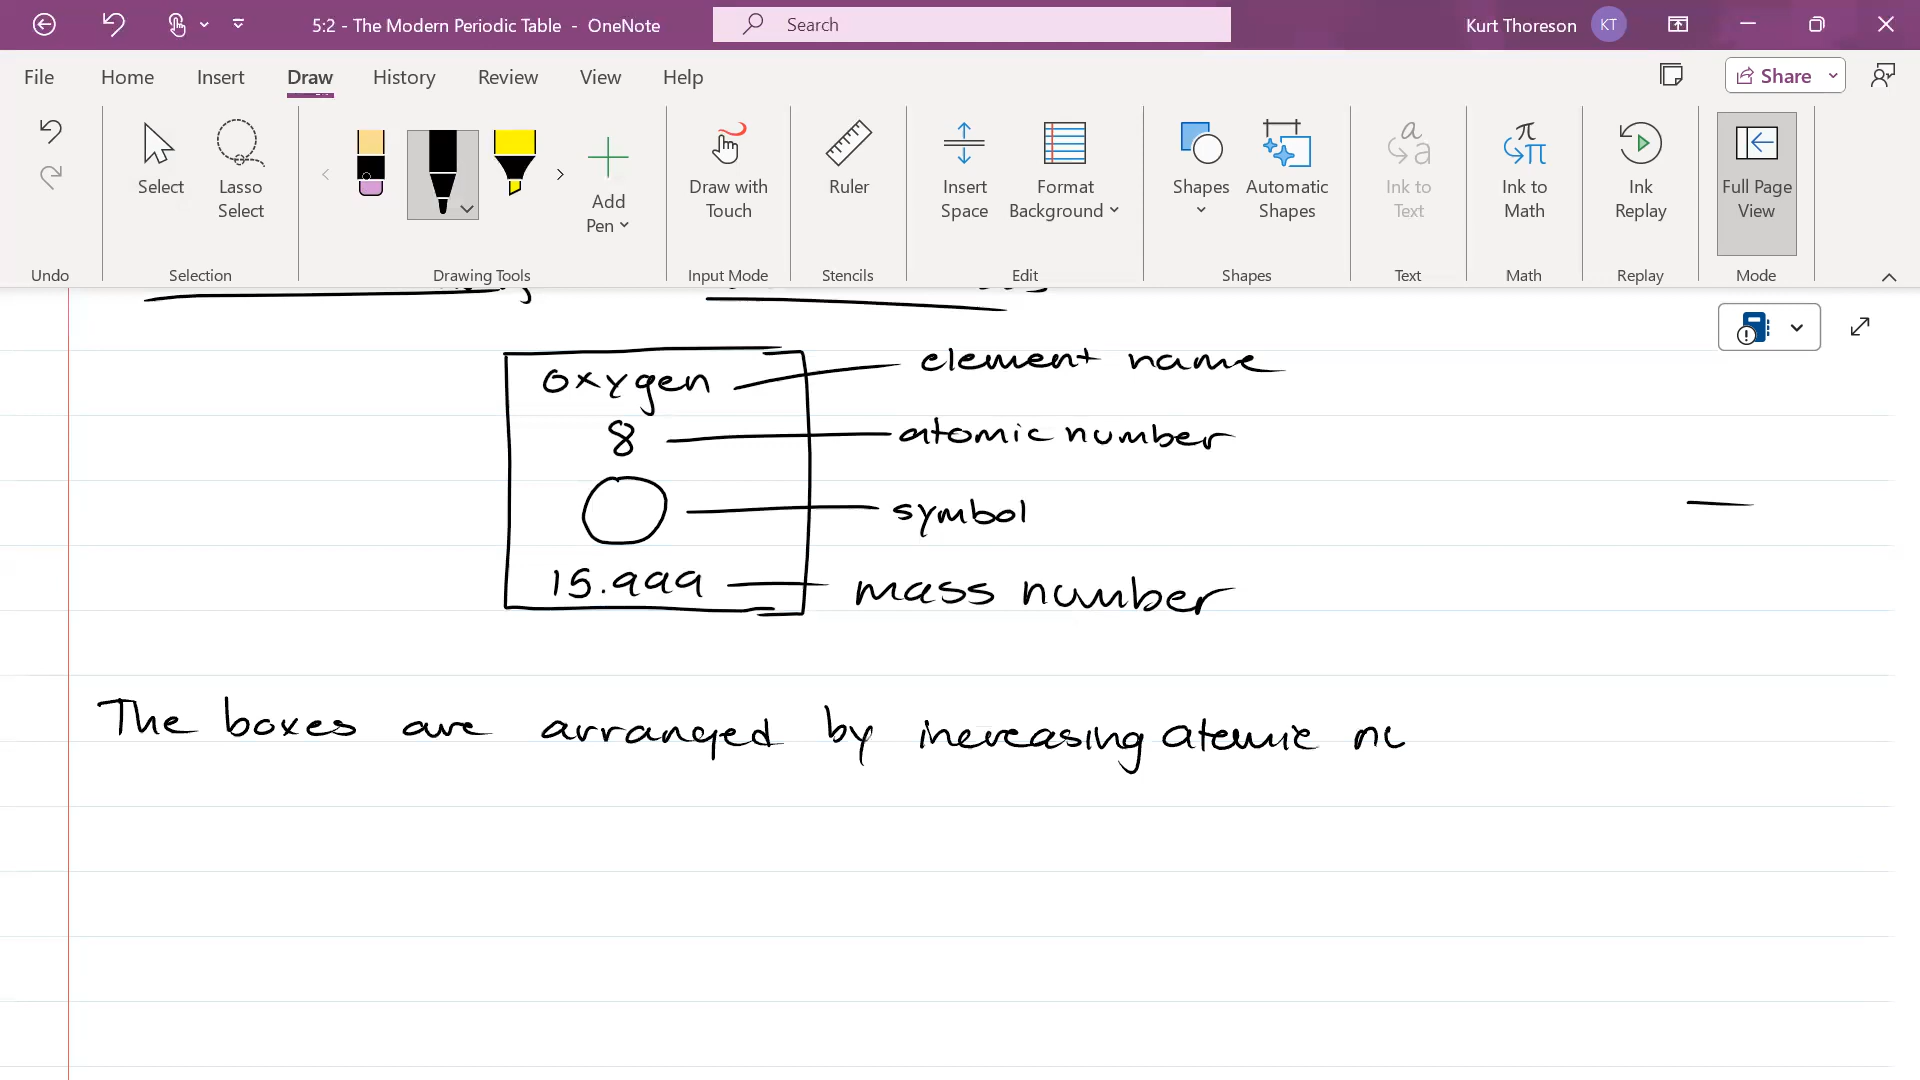 5:2 - The Modern Periodic Table - OneNote
Search
Kurt Thoreson
KT
File
Home
Insert
Draw
History
Review
View
Help
Share
Select
Lasso
Select
Add
Pen
Draw with
Touch
Ruler
Insert
Space
Format
Background
Shapes
Automatic
Shapes
Ink to
Text
Ink to
Math
Ink
Replay
Full Page
View
Undo
Selection
Drawing Tools
Input Mode
Stencils
Edit
Shapes
Text
Math
Replay
Mode
oxygen
element name
8
atomic number
O
symbol
15.999
mass number
The boxes are arranged by increasing atomic nu